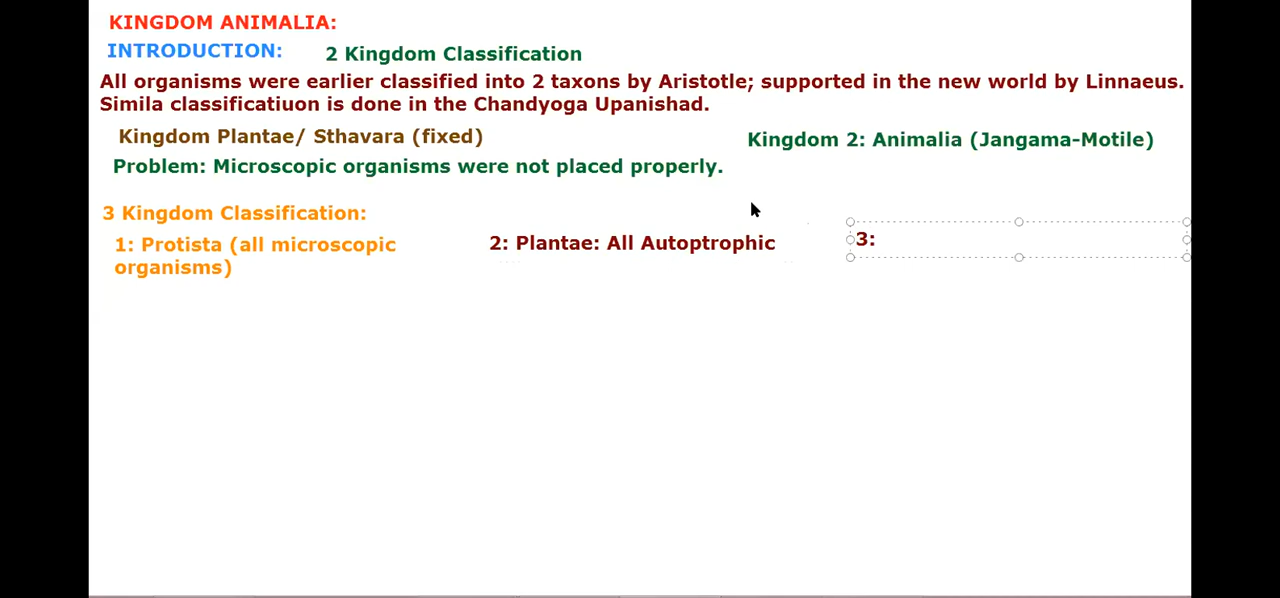 KINGDOM ANIMALIA:
INTRODUCTION: 2 Kingdom Classification
All organisms were earlier classified into 2 taxons by Aristotle; supported in the new world by Linnaeus.
Simila classificatiuon is done in the Chandyoga Upanishad.
Kingdom Plantae/ Sthavara (fixed) Kingdom 2: Animalia (Jangama-Motile)
Problem: Microscopic organisms were not placed properly.
3 Kingdom Classification:
1: Protista (all microscopic organisms)
2: Plantae: All Autoptrophic
3: